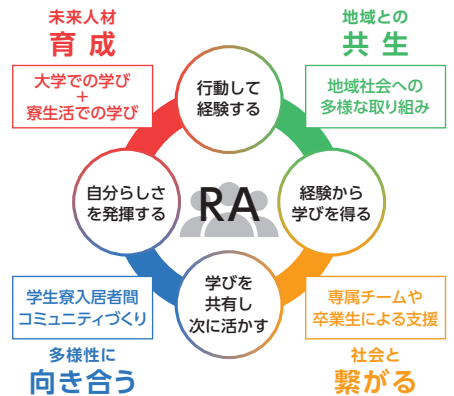 未来人材
育成
大学での学び
+
寮生活での学び
地域との
共生
地域社会への
多様な取り組み
行動して
経験する
自分らしさ
を発揮する
RA
経験から
学びを得る
学びを
共有し
次に活かす
学生寮入居者間
コミュニティづくり
多様性に
向き合う
専属チームや
卒業生による支援
社会と
繋がる